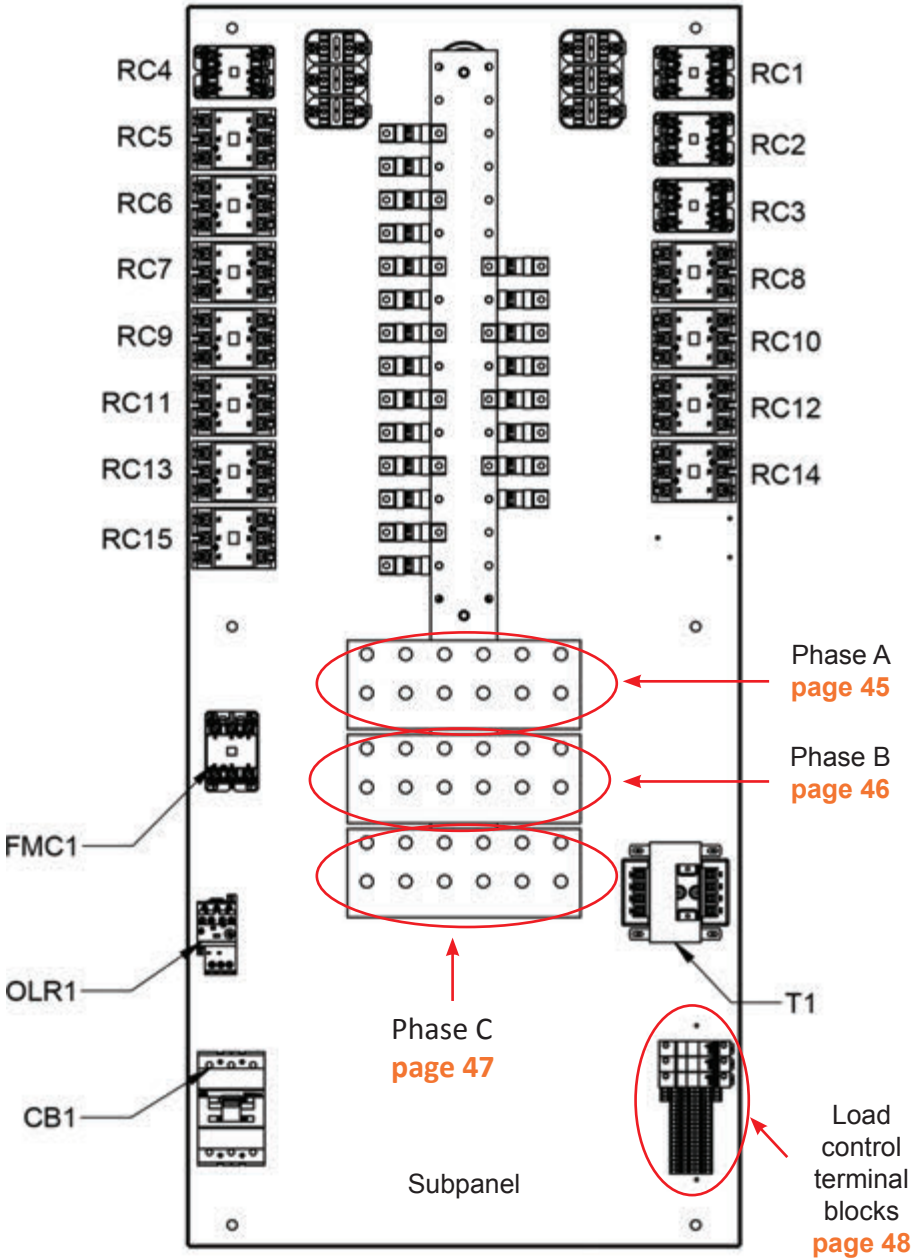 RC4
RC1
RC5
RC2
RC6
RC3
RC7
RC8
RC9
RC10
RC11
RC12
RC13
RC14
RC15
Phase A
page 45
Phase B
page 46
FMC1
OLR1
T1
Phase C
page 47
CB1
Load
control
terminal
blocks
page 48
Subpanel